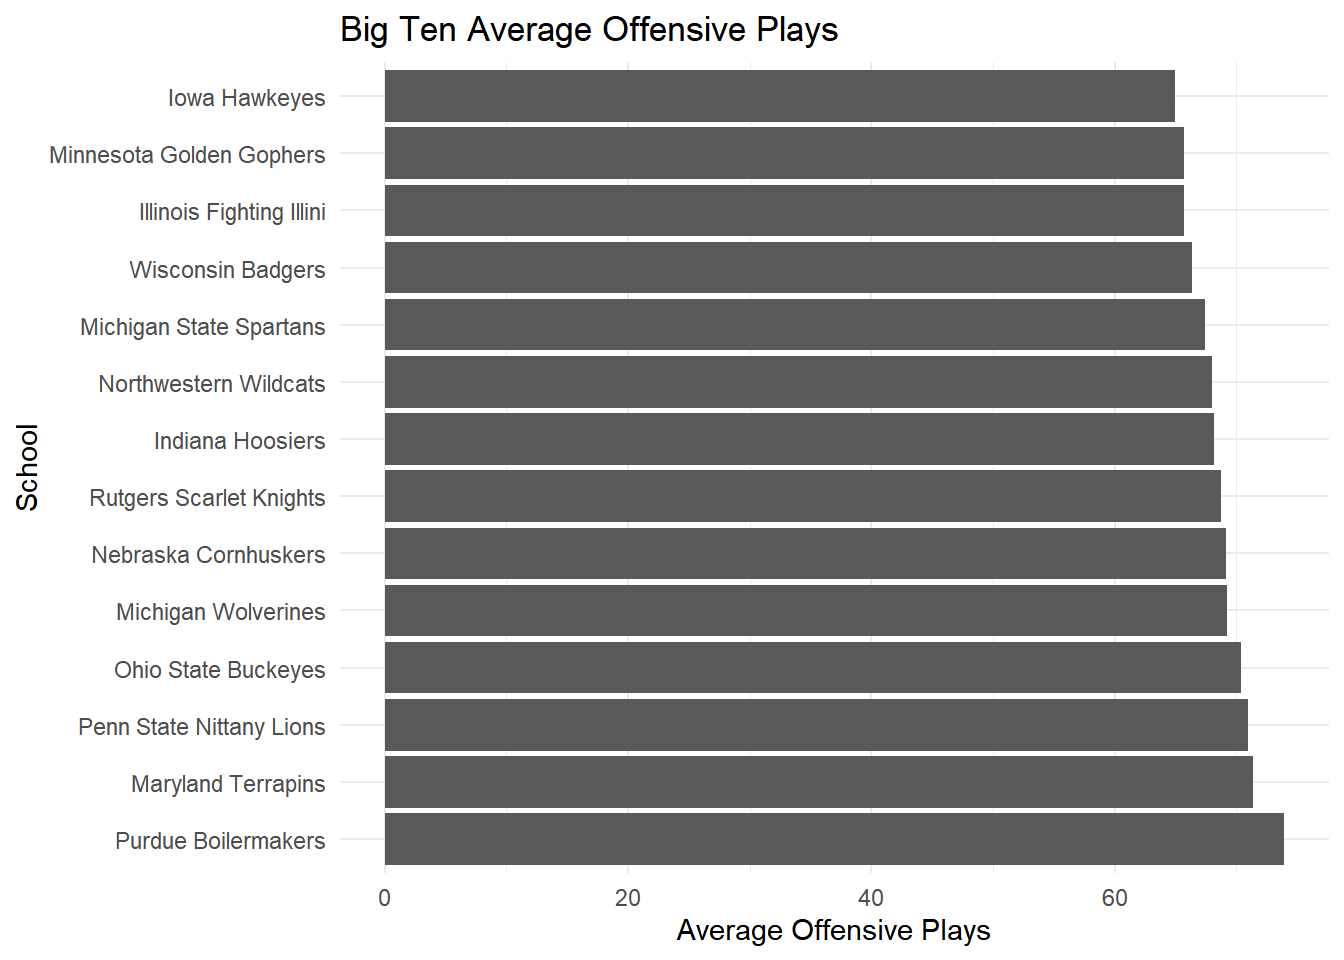 Big Ten Average Offensive Plays
Iowa Hawkeyes
Minnesota Golden Gophers
Illinois Fighting Illini
Wisconsin Badgers
Michigan State Spartans
Northwestern Wildcats
Indiana Hoosiers
Rutgers Scarlet Knights
Nebraska Cornhuskers
Michigan Wolverines
Ohio State Buckeyes
Penn State Nittany Lions
Maryland Terrapins
Purdue Boilermakers
School
0 20 40 60
Average Offensive Plays